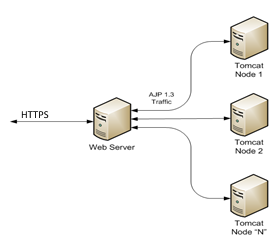 Tomcat
Node 1
AJP 1.3
Traffic
HTTPS
Web Server
Tomcat
Node 2
Tomcat
Node "N"